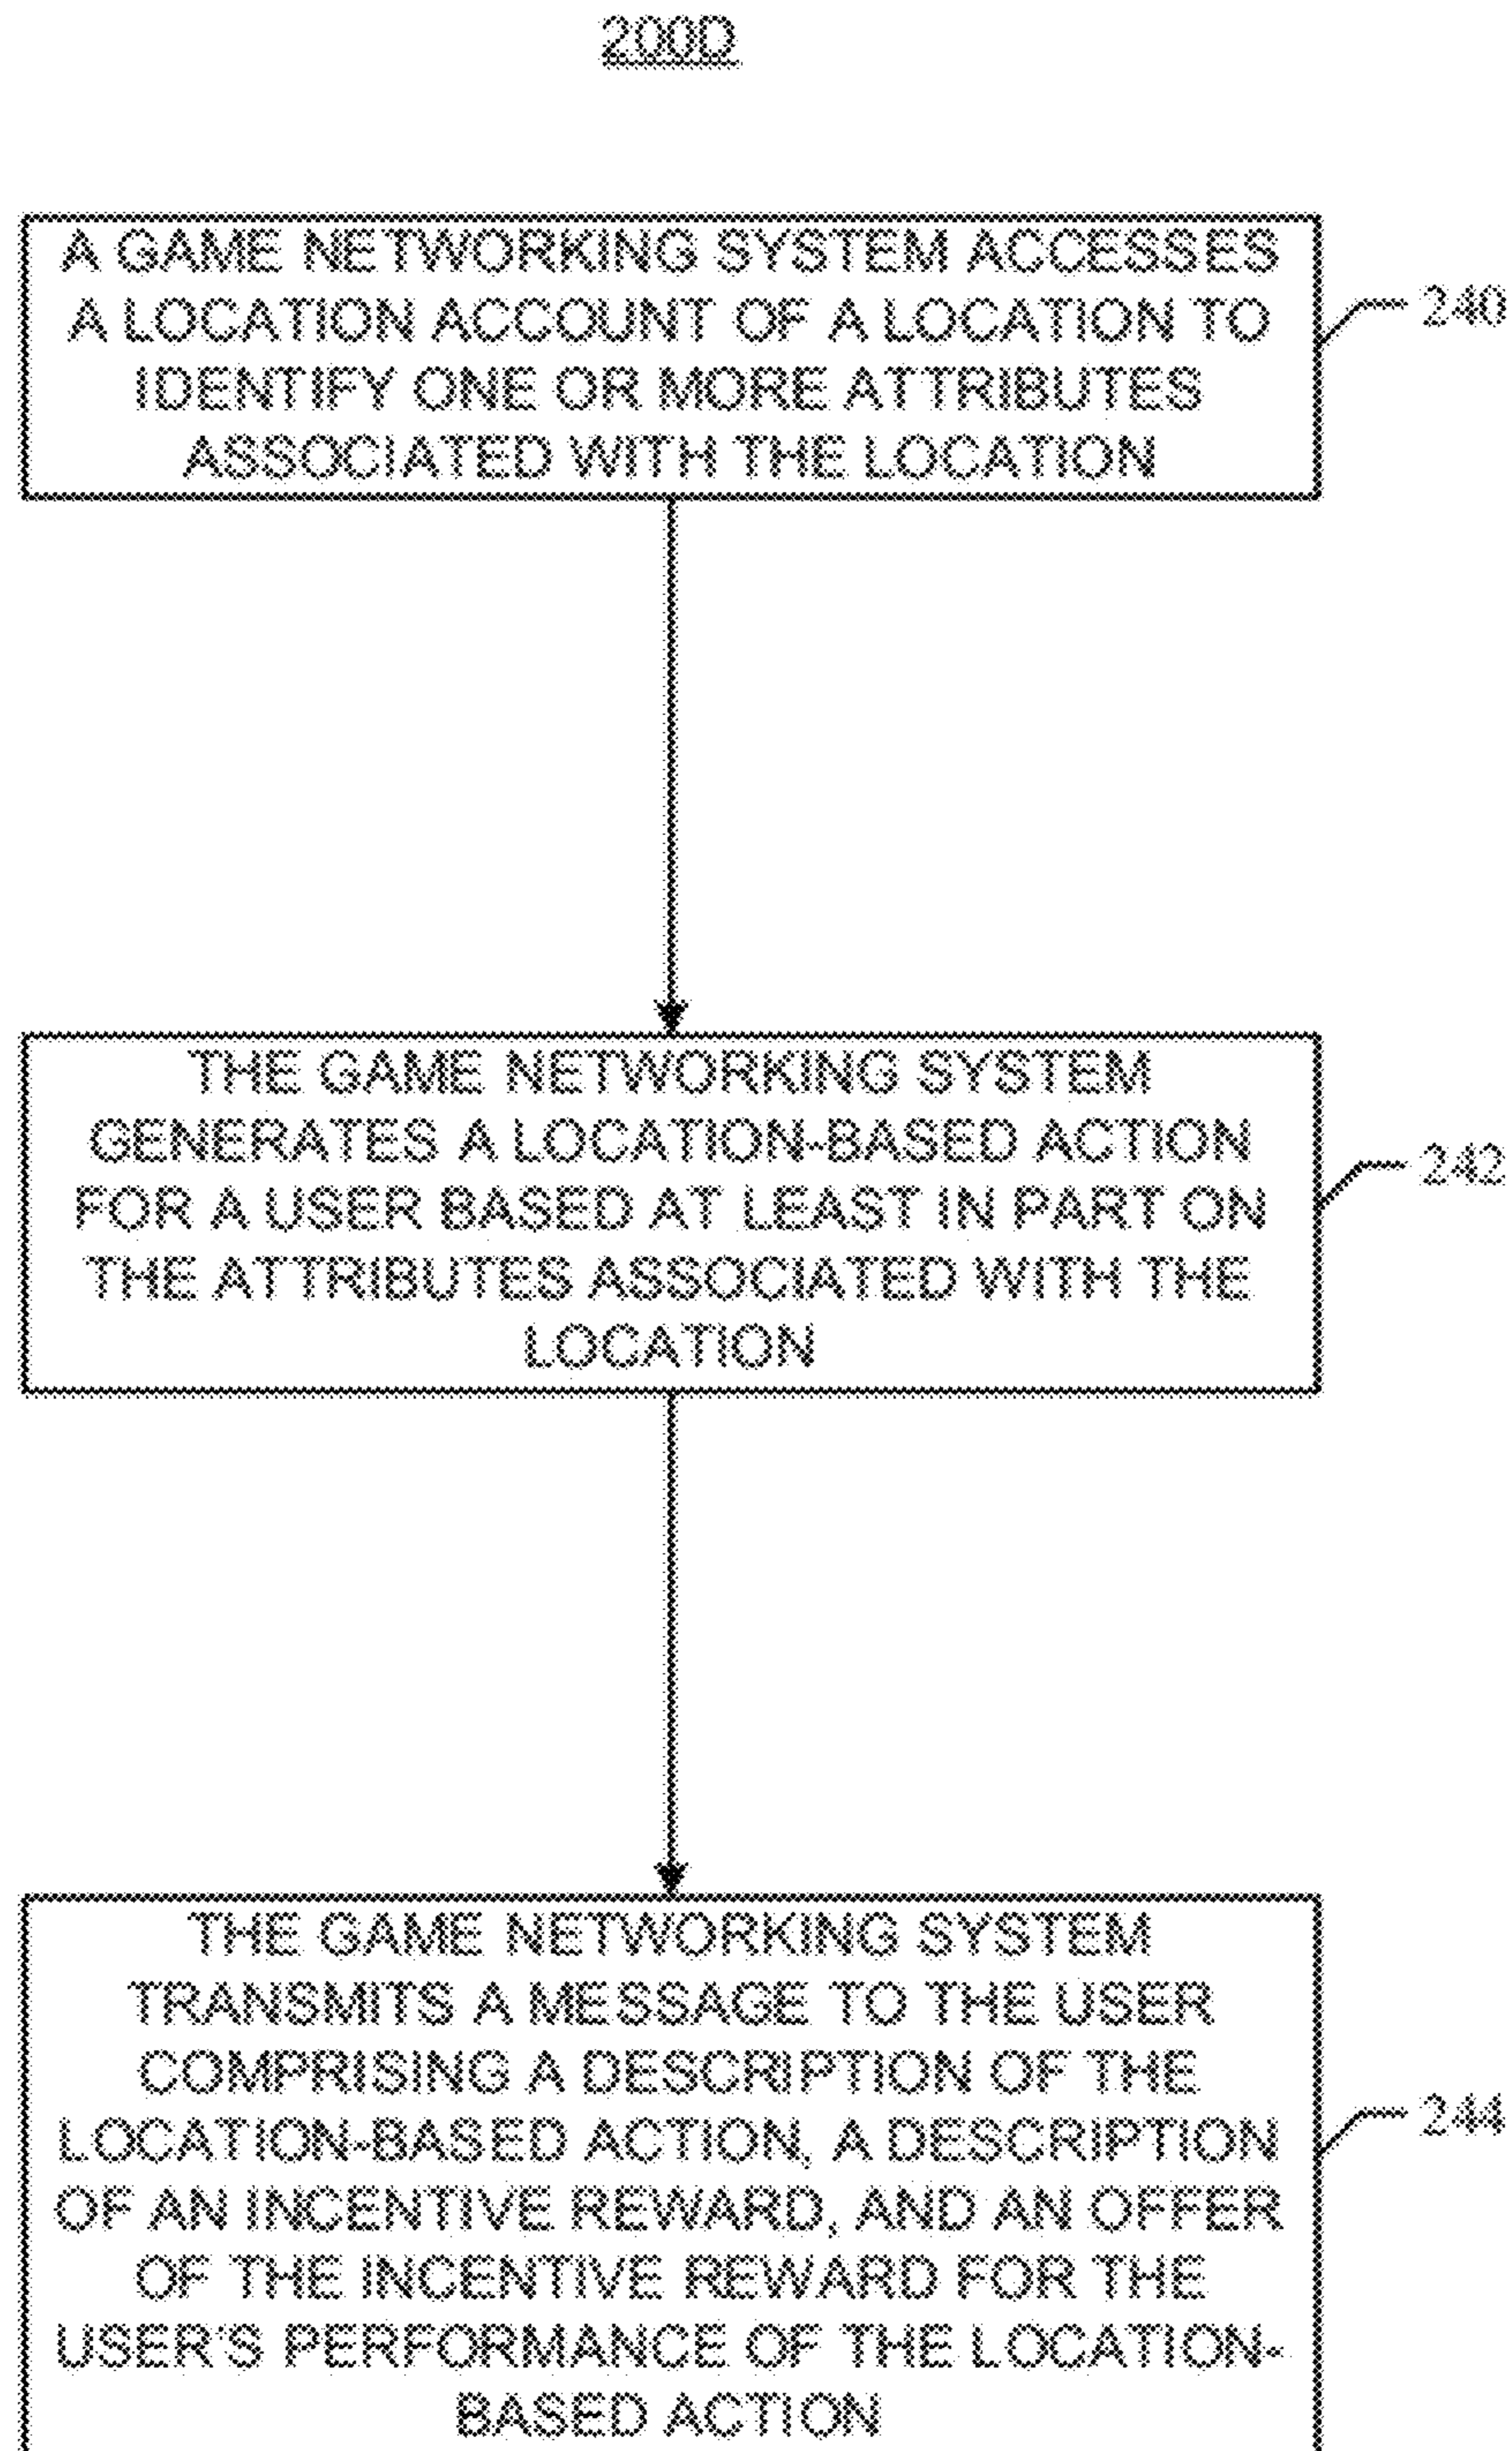 200D
A GAME NETWORKING SYSTEM ACCESSES
A LOCATION ACCOUNT OF A LOCATION TO
IDENTIFY ONE OR MORE ATTRIBUTES
ASSOCIATED WITH THE LOCATION
240
THE GAME NETWORKING SYSTEM
GENERATES A LOCATION-BASED ACTION
FOR A USER BASED AT LEAST IN PART ON
THE ATTRIBUTES ASSOCIATED WITH THE
LOCATION
242
THE GAME NETWORKING SYSTEM
TRANSMITS A MESSAGE TO THE USER
COMPRISING A DESCRIPTION OF THE
LOCATION-BASED ACTION, A DESCRIPTION
OF AN INCENTIVE REWARD, AND AN OFFER
OF THE INCENTIVE REWARD FOR THE
USER'S PERFORMANCE OF THE LOCATION-
BASED ACTION
244